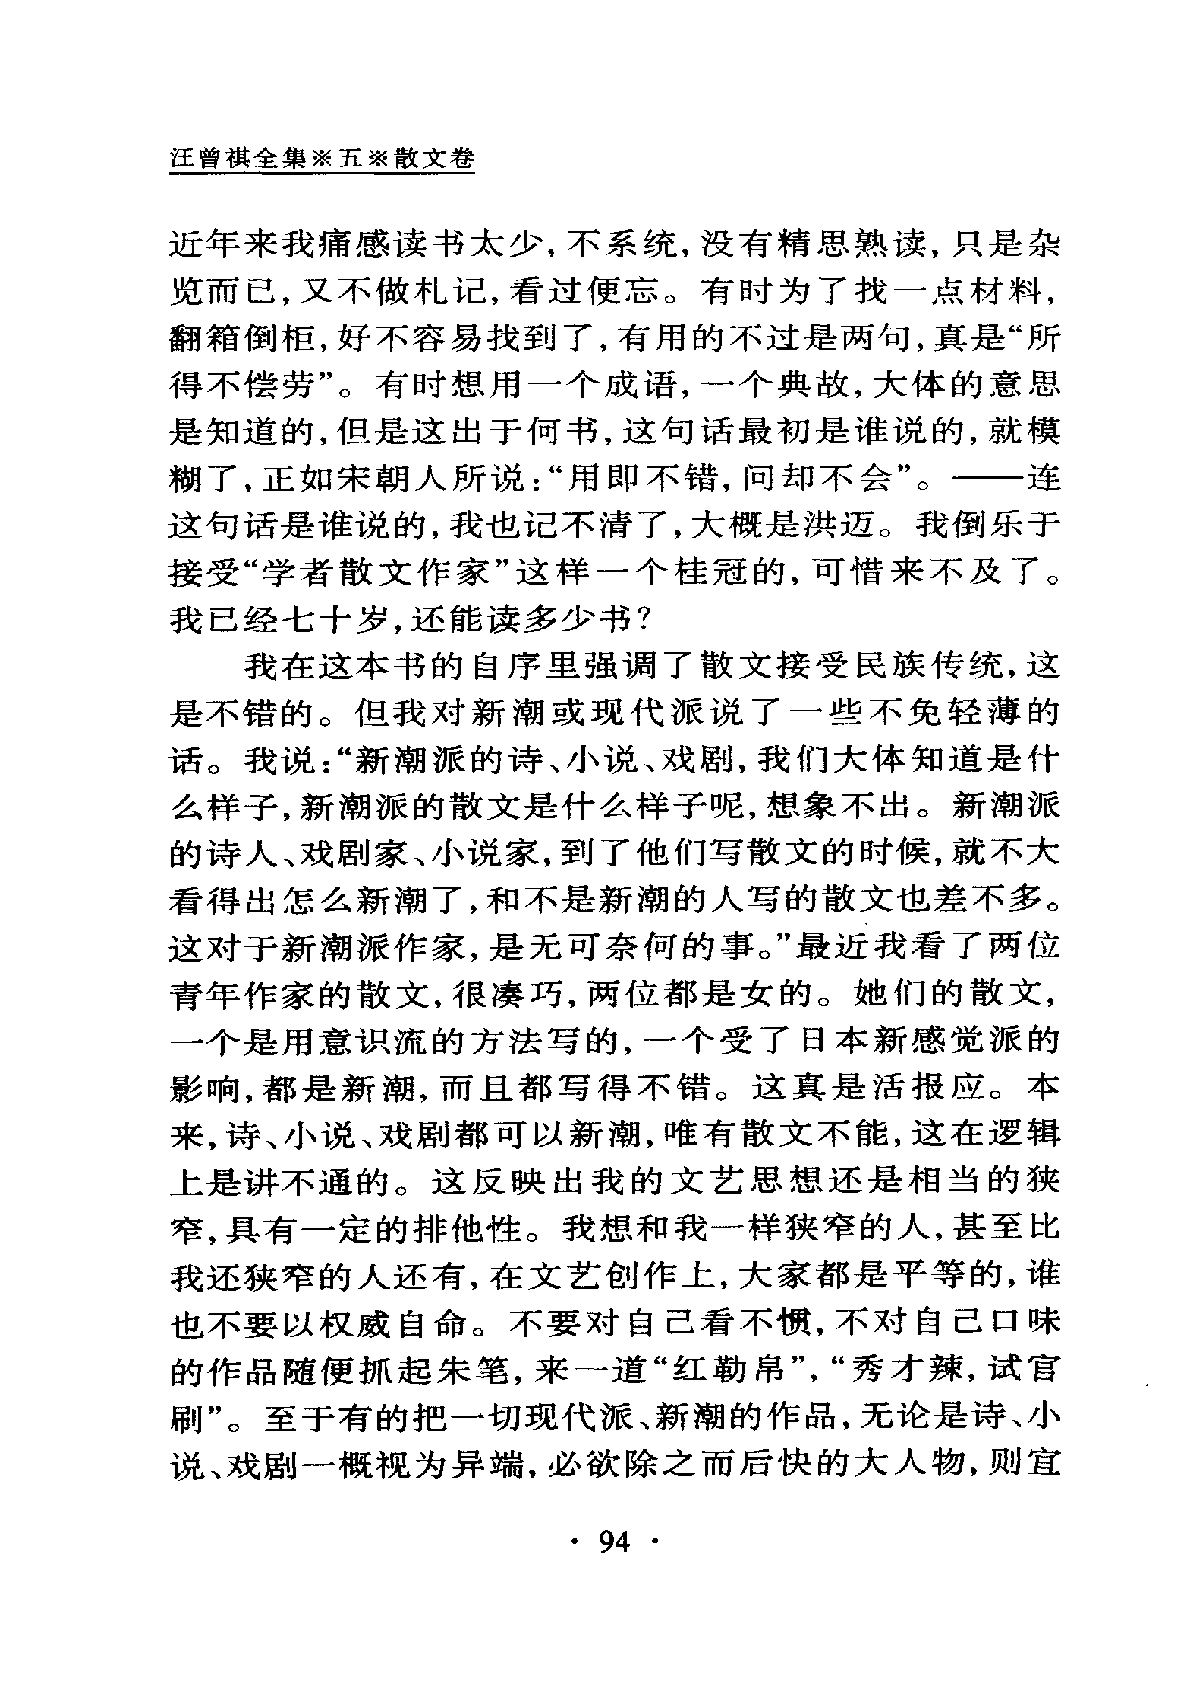 汪曾祺全集※五※散文卷
近年来我痛感读书太少，不系统，没有精思熟读，只是杂
览而已，又不做札记，看过便忘。有时为了找一点材料，
翻箱倒柜，好不容易找到了，有用的不过是两句，真是“所
得不偿劳”。有时想用一个成语，一个典故，大体的意思
是知道的，但是这出于何书，这句话最初是谁说的，就模
糊了，正如宋朝人所说：“用即不错，问却不会”。——连
这句话是谁说的，我也记不清了，大概是洪迈。我倒乐于
接受“学者散文作家”这样一个桂冠的，可惜来不及了。
我已经七十岁，还能读多少书？
我在这本书的自序里强调了散文接受民族传统，这
是不错的。但我对新潮或现代派说了一些不免轻薄的
话。我说：“新潮派的诗、小说、戏剧，我们大体知道是什
么样子，新潮派的散文是什么样子呢，想象不出。新潮派
的诗人、戏剧家、小说家，到了他们写散文的时候，就不大
看得出怎么新潮了，和不是新潮的人写的散文也差不多。
这对于新潮派作家，是无可奈何的事。”最近我看了两位
青年作家的散文，很凑巧，两位都是女的。她们的散文，
一个是用意识流的方法写的，一个受了日本新感觉派的
影响，都是新潮，而且都写得不错。这真是活报应。本
来，诗、小说、戏剧都可以新潮，唯有散文不能，这在逻辑
上是讲不通的。这反映出我的文艺思想还是相当的狭
窄，具有一定的排他性。我想和我一样狭窄的人，甚至比
我还狭窄的人还有，在文艺创作上，大家都是平等的，谁
也不要以权威自命。不要对自己看不惯，不对自己口味
的作品随便抓起朱笔，来一道“红勒帛”，“秀才辣，试官
刷”。至于有的把一切现代派、新潮的作品，无论是诗、小
说、戏剧一概视为异端，必欲除之而后快的大人物，则宜
· 94 ·